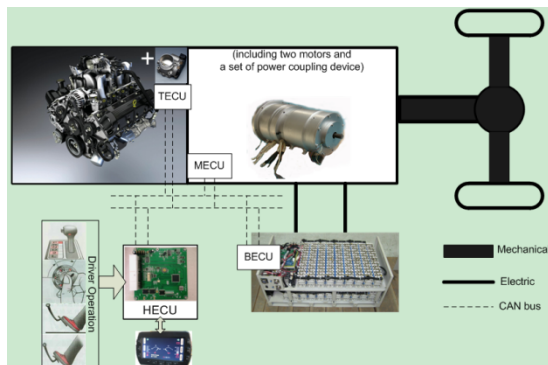 +
(including two motors and
a set of power coupling device)
TECU
MECU
BECU
Driver Operation
HECU
Mechanica
Electric
CAN bus